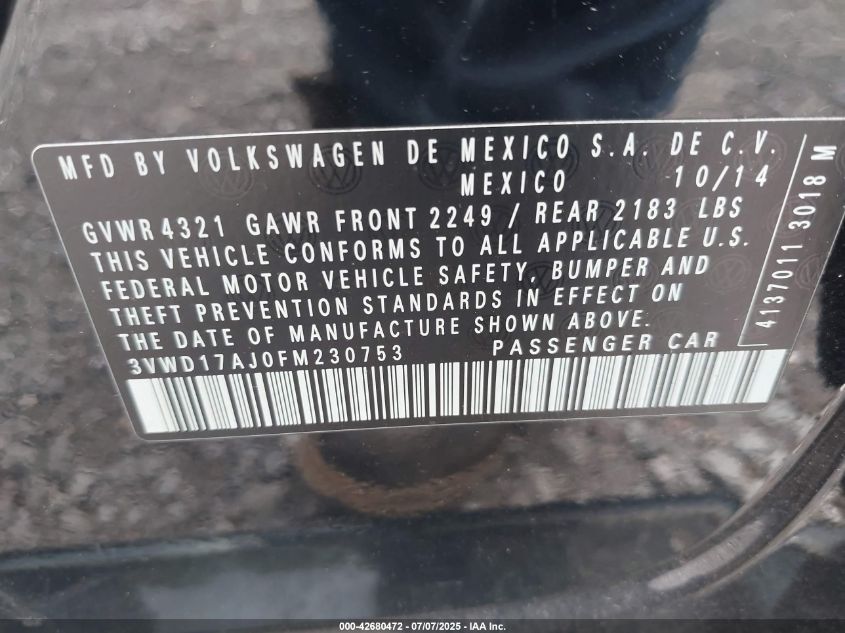 MFD BY VOLKSWAGEN DE MEXICO S.A. DE C.V.
MEXICO 10/14
GVWR 4321 GAWR FRONT 2249 / REAR 2183 LBS
THIS VEHICLE CONFORMS TO ALL APPLICABLE U.S.
FEDERAL MOTOR VEHICLE SAFETY, BUMPER AND
THEFT PREVENTION STANDARDS IN EFFECT ON
THE DATE OF MANUFACTURE SHOWN ABOVE.
3VWD17AJ0FM230753 PASSENGER CAR
4137011 3018 M
000-42680472 - 07/07/2025 - IAA Inc.